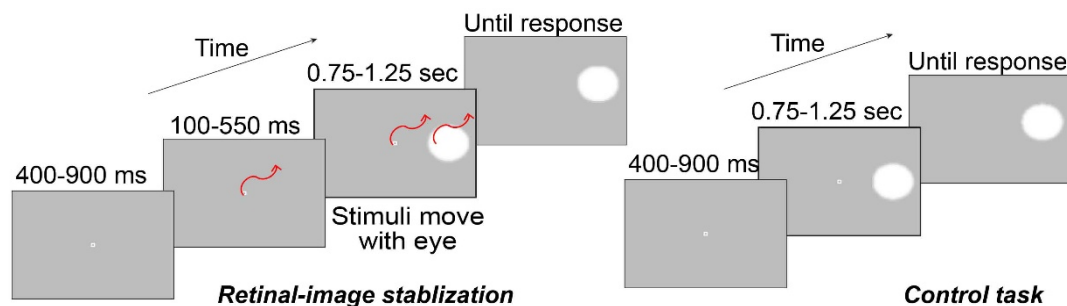 Until response
Time
0.75-1.25 sec
100-550 ms
400-900 ms
Stimuli move
with eye
Retinal-image stablization
Time
Until response
0.75-1.25 sec
400-900 ms
Control task